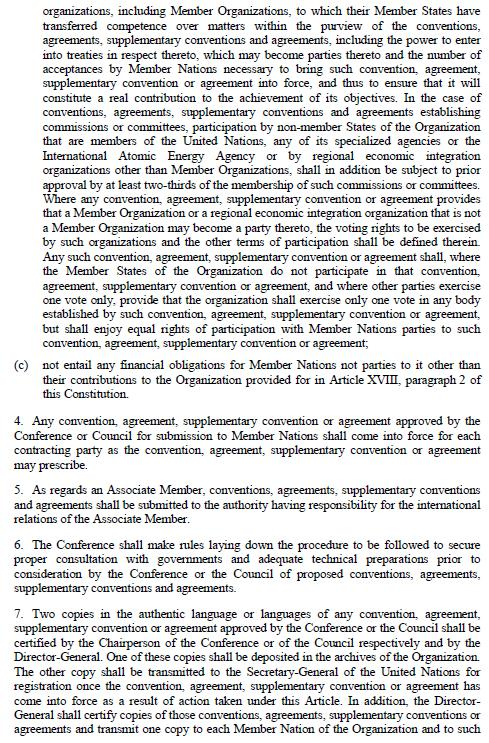 organizations, including Member Organizations, to which their Member States have
transferred competence over matters within the purview of the conventions,
agreements, supplementary conventions and agreements, including the power to enter
into treaties in respect thereto, which may become parties thereto and the number of
acceptances by Member Nations necessary to bring such convention, agreement,
supplementary convention or agreement into force, and thus to ensure that it will
constitute a real contribution to the achievement of its objectives. In the case of
conventions, agreements, supplementary conventions and agreements establishing
commissions or committees, participation by non-member States of the Organization
that are members of the United Nations, any of its specialized agencies or the
International Atomic Energy Agency or by regional economic integration
organizations other than Member Organizations, shall in addition be subject to prior
approval by at least two-thirds of the membership of such commissions or committees.
Where any convention, agreement, supplementary convention or agreement provides
that a Member Organization or a regional economic integration organization that is not
a Member Organization may become a party thereto, the voting rights to be exercised
by such organizations and the other terms of participation shall be defined therein.
Any such convention, agreement, supplementary convention or agreement shall, where
the Member States of the Organization do not participate in that convention,
agreement, supplementary convention or agreement, and where other parties exercise
one vote only, provide that the organization shall exercise only one vote in any body
established by such convention, agreement, supplementary convention or agreement,
but shall enjoy equal rights of participation with Member Nations parties to such
convention, agreement, supplementary convention or agreement;
(c) not entail any financial obligations for Member Nations not parties to it other than
their contributions to the Organization provided for in Article XVIII, paragraph 2 of
this Constitution.
4. Any convention, agreement, supplementary convention or agreement approved by the
Conference or Council for submission to Member Nations shall come into force for each
contracting party as the convention, agreement, supplementary convention or agreement
may prescribe.
5. As regards an Associate Member, conventions, agreements, supplementary conventions
and agreements shall be submitted to the authority having responsibility for the international
relations of the Associate Member.
6. The Conference shall make rules laying down the procedure to be followed to secure
proper consultation with governments and adequate technical preparations prior to
consideration by the Conference or the Council of proposed conventions, agreements,
supplementary conventions and agreements.
7. Two copies in the authentic language or languages of any convention, agreement,
supplementary convention or agreement approved by the Conference or the Council shall be
certified by the Chairperson of the Conference or of the Council respectively and by the
Director-General. One of these copies shall be deposited in the archives of the Organization.
The other copy shall be transmitted to the Secretary-General of the United Nations for
registration once the convention, agreement, supplementary convention or agreement has
come into force as a result of action taken under this Article. In addition, the Director-
General shall certify copies of those conventions, agreements, supplementary conventions or
agreements and transmit one copy to each Member Nation of the Organization and to such